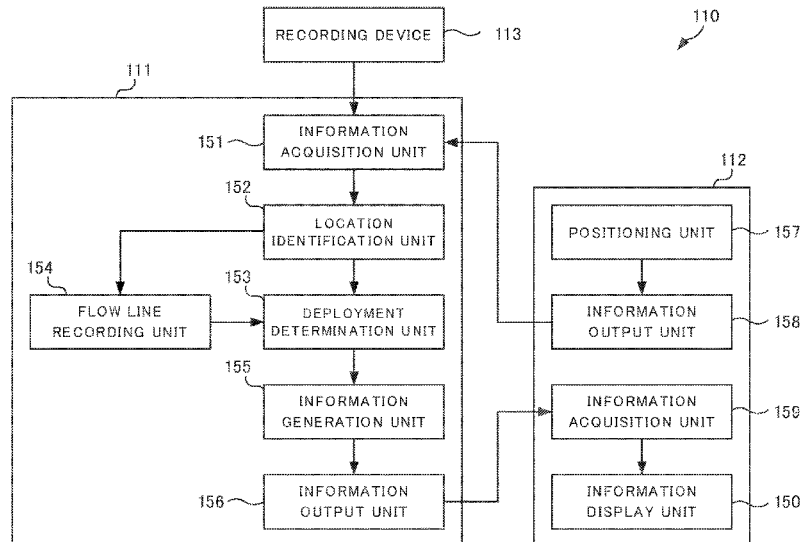 110
RECORDING DEVICE
113
111
151
INFORMATION
ACQUISITION UNIT
152
LOCATION
IDENTIFICATION UNIT
154
FLOW LINE
RECORDING UNIT
153
DEPLOYMENT
DETERMINATION UNIT
155
INFORMATION
GENERATION UNIT
156
INFORMATION
OUTPUT UNIT
112
POSITIONING UNIT
157
INFORMATION
OUTPUT UNIT
158
INFORMATION
ACQUISITION UNIT
159
INFORMATION
DISPLAY UNIT
150